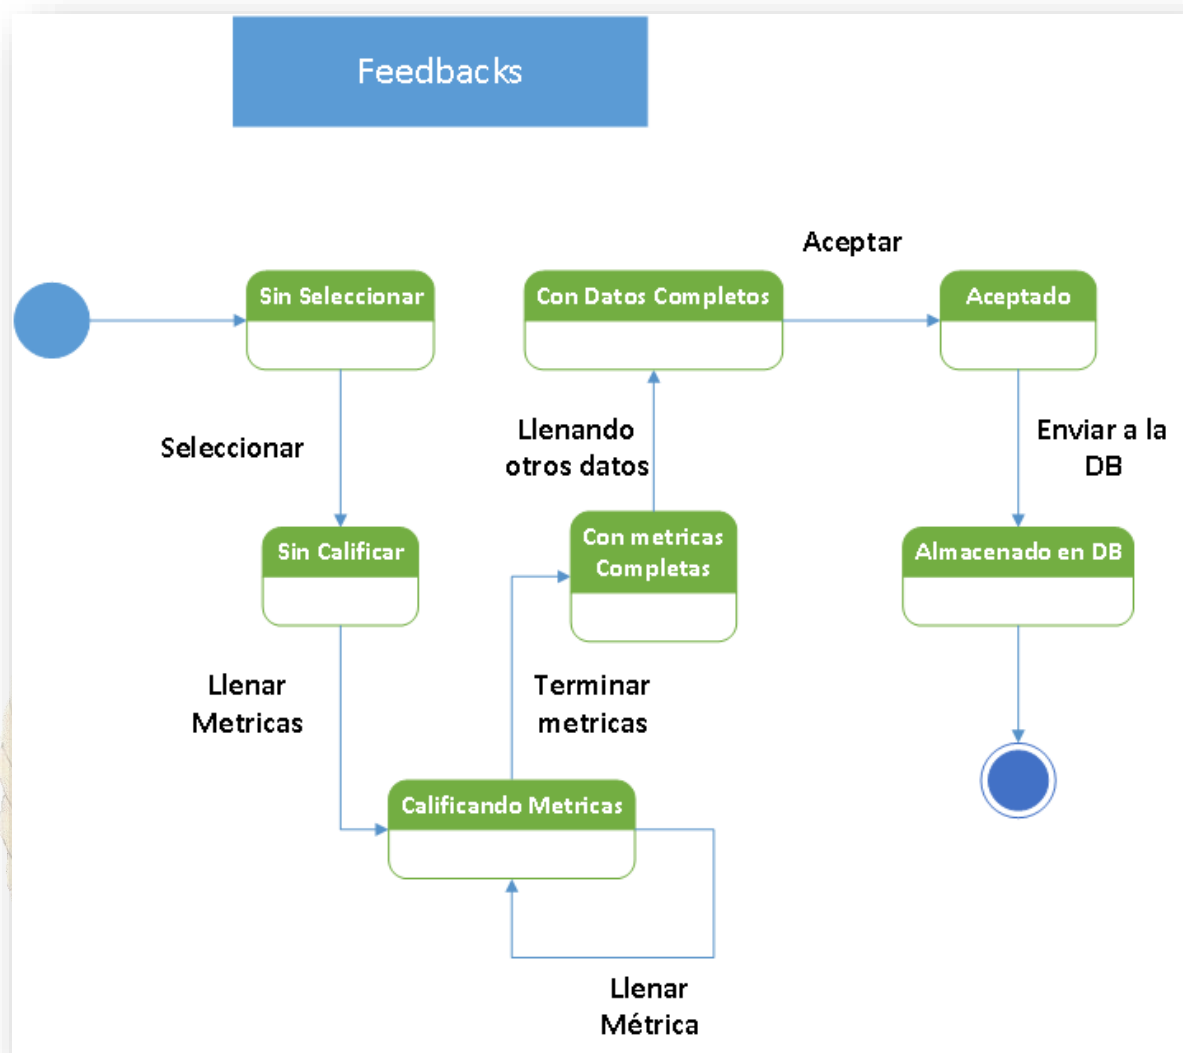 Feedbacks
Aceptar
Sin Seleccionar
Con Datos Completos
Aceptado
Seleccionar
Llenando
otros datos
Enviar a la
DB
Sin Calificar
Con metricas
Completas
Almacenado en DB
Llenar
Metricas
Terminar
metricas
Calificando Metricas
Llenar
Métrica